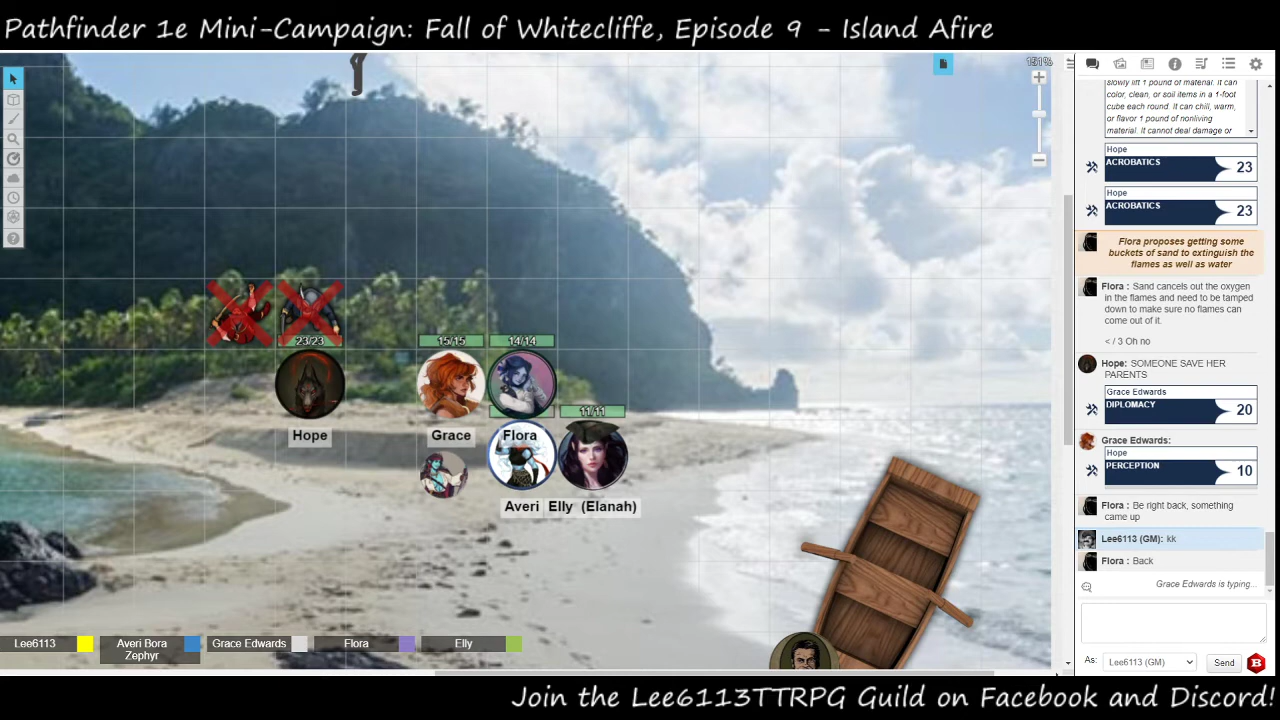 Pathfinder 1e Mini-Campaign: Fall of Whitecliffe, Episode 9 - Island Afire
151%
23/23
15/15
14/14
11/11
Hope
Grace
Flora
Averi
Elly (Elanah)
Lee6113
Averi Bora
Zephyr
Grace Edwards
Flora
Elly
slowly lift 1 pound of material. It can
color, clean, or soil items in a 1-foot
cube each round. It can chill, warm,
or flavor 1 pound of nonliving
material. It cannot deal damage or
Hope
ACROBATICS 23
Hope
ACROBATICS 23
Flora proposes getting some
buckets of sand to extinguish the
flames as well as water
Flora : Sand cancels out the oxygen
in the flames and need to be tamped
down to make sure no flames can
come out of it.
< / 3 Oh no
Hope: SOMEONE SAVE HER
PARENTS
Grace Edwards
DIPLOMACY 20
Grace Edwards:
Hope
PERCEPTION 10
Flora : Be right back, something
came up
Lee6113 (GM): kk
Flora : Back
Grace Edwards is typing...
As: Lee6113 (GM) Send
B
Join the Lee6113TTRPG Guild on Facebook and Discord!